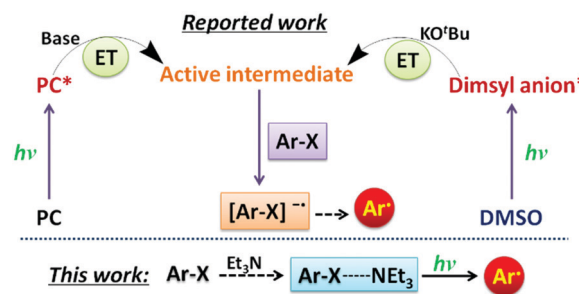 Reported work
Base
ET
KOᵗBu
ET
PC*
Active intermediate
Dimsyl anion*
hν
Ar-X
hν
[Ar-X] ⁻•
Ar•
PC
DMSO
This work: Ar-X Et₃N Ar-X-----NEt₃ hν Ar•